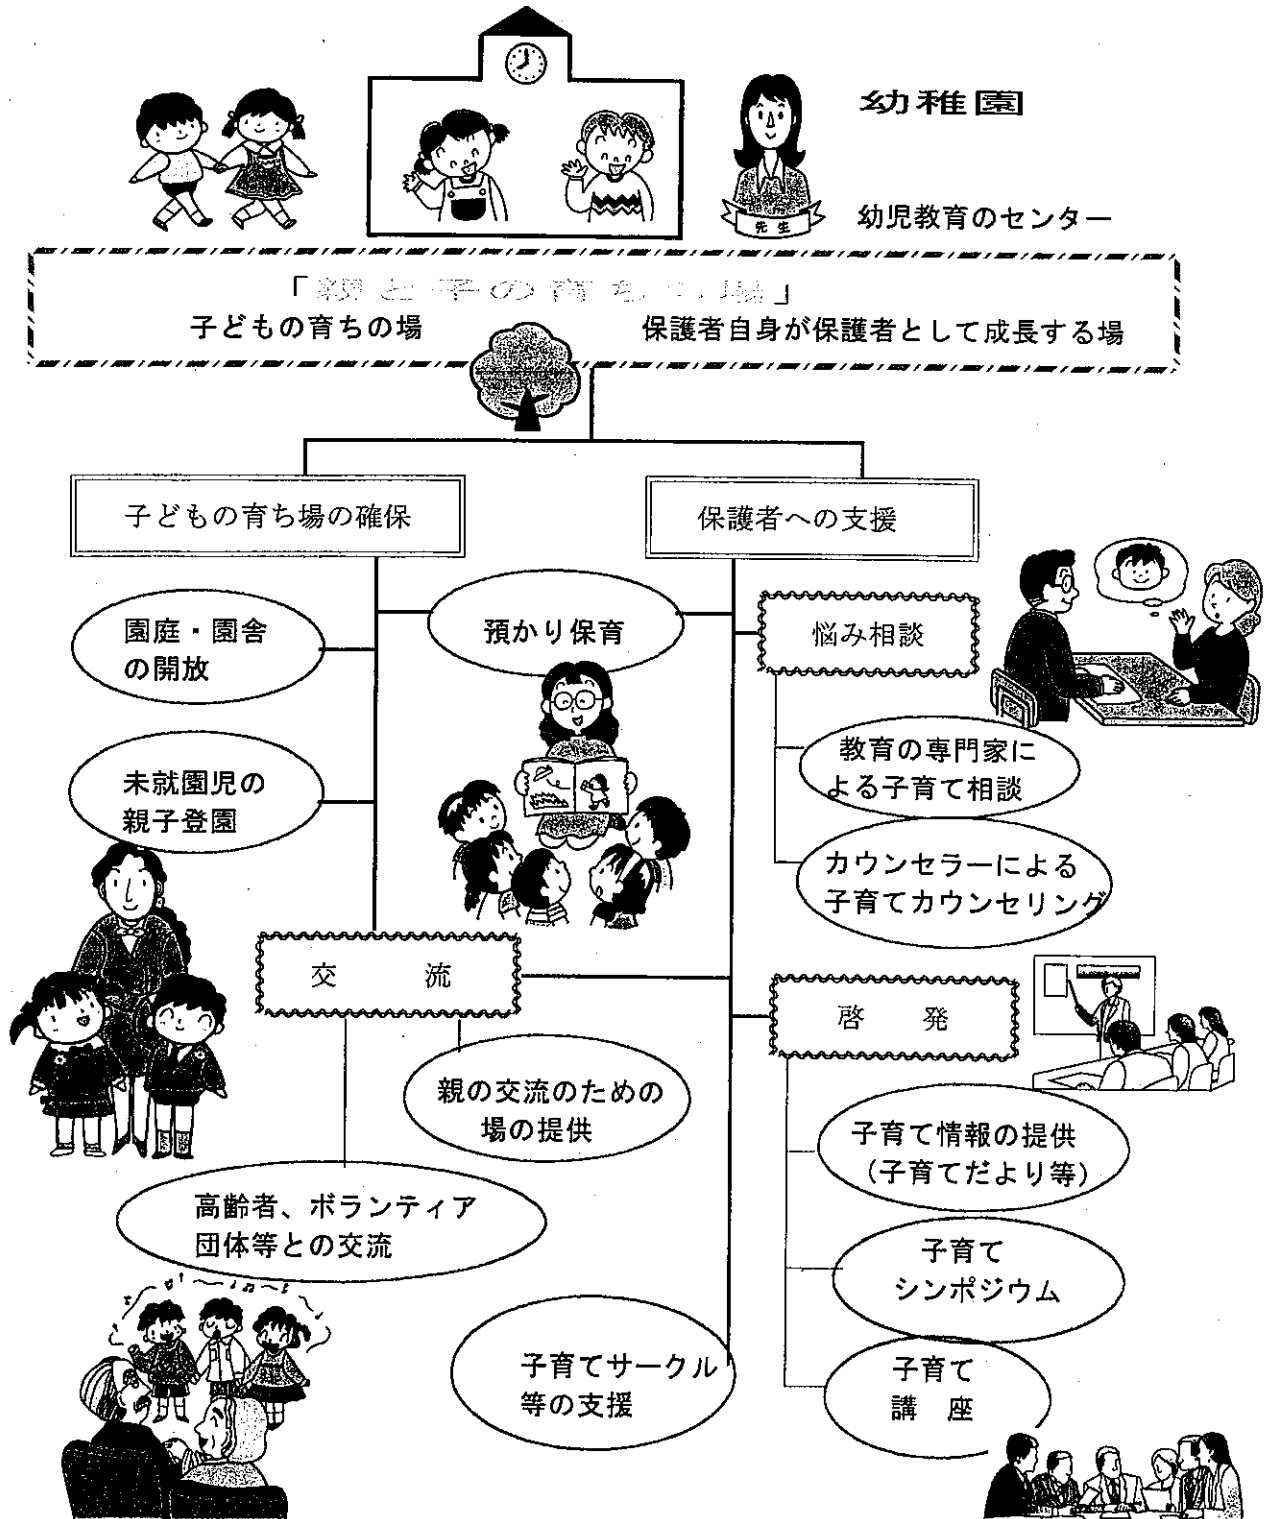 幼稚園
先生
幼児教育のセンター
「親と子の育ちの場」
子どもの育ちの場
保護者自身が保護者として成長する場
子どもの育ち場の確保
保護者への支援
園庭・園舎
の開放
預かり保育
悩み相談
未就園児の
親子登園
教育の専門家に
よる子育て相談
カウンセラーによる
子育てカウンセリング
交 流
啓 発
親の交流のための
場の提供
子育て情報の提供
(子育てだより等)
高齢者、ボランティア
団体等との交流
子育て
シンポジウム
子育てサークル
等の支援
子育て
講 座